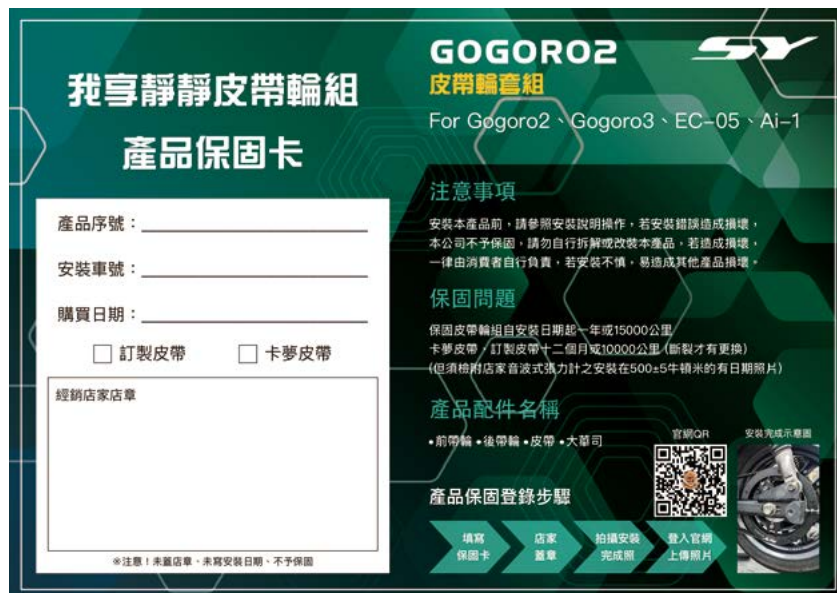 我享靜靜皮帶輪組
產品保固卡
產品序號：
安裝車號：
購買日期：
訂製皮帶
卡夢皮帶
經銷店家店章
※注意！未蓋店章、未寫安裝日期、不予保固
GOGORO2
SY
皮帶輪套組
For Gogoro2、Gogoro3、EC-05、Ai-1
注意事項
安裝本產品前，請參照安裝說明操作，若安裝錯誤造成損壞，
本公司不予保固，請勿自行拆解或改裝本產品，若造成損壞，
一律由消費者自行負責，若安裝不慎，易造成其他產品損壞。
保固問題
保固皮帶輪組自安裝日期起一年或15000公里
卡夢皮帶，訂製皮帶十二個月或10000公里 (斷裂才有更換)
(但須檢附店家音波式張力計之安裝在500±5牛頓米的有日期照片)
產品配件名稱
•前帶輪 •後帶輪 •皮帶 •大華司
官網QR
安裝完成示意圖
產品保固登錄步驟
填寫
保固卡
店家
蓋章
拍攝安裝
完成照
登入官網
上傳照片